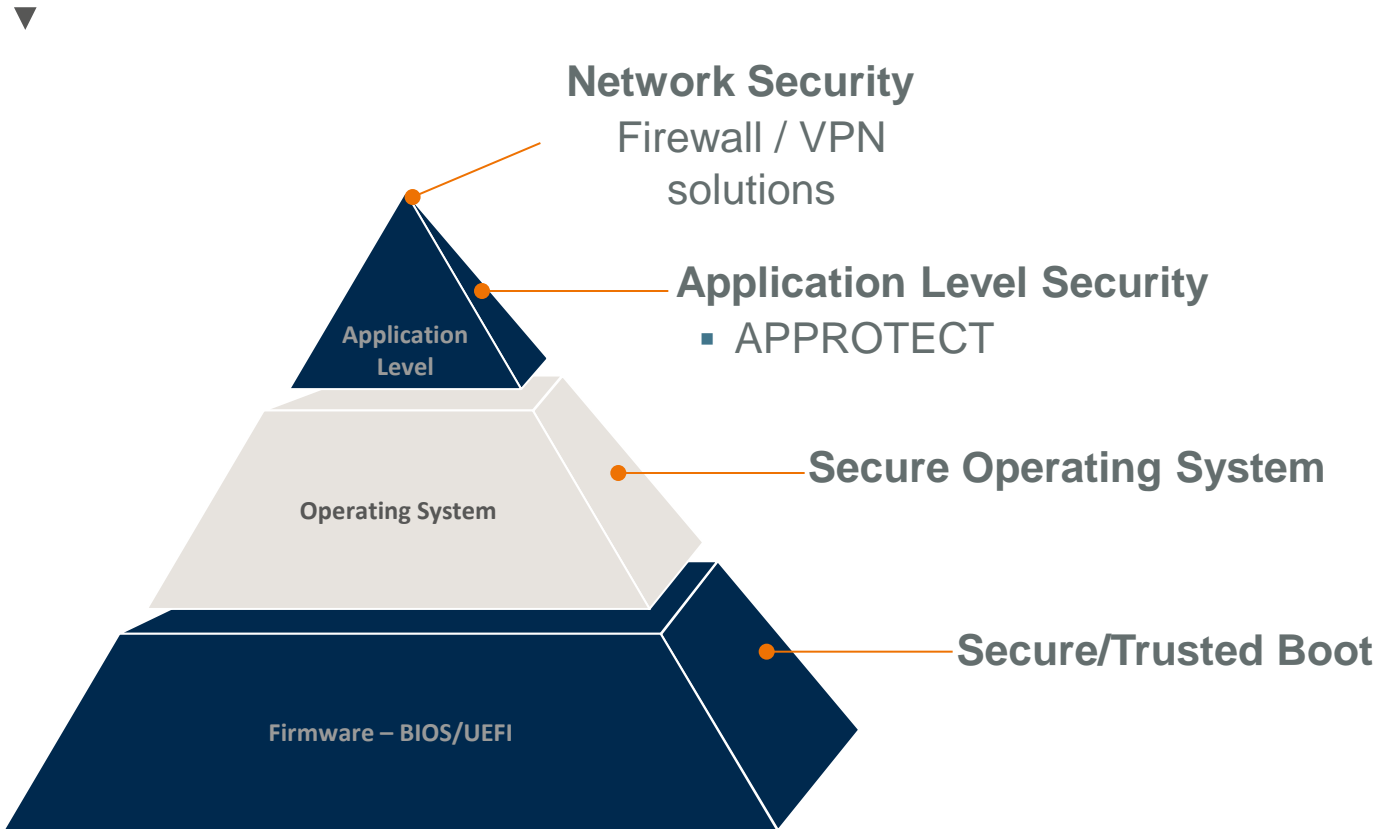 Network Security
Firewall / VPN
solutions
Application Level Security
▪ APPROTECT
Application
Level
Secure Operating System
Operating System
Secure/Trusted Boot
Firmware – BIOS/UEFI